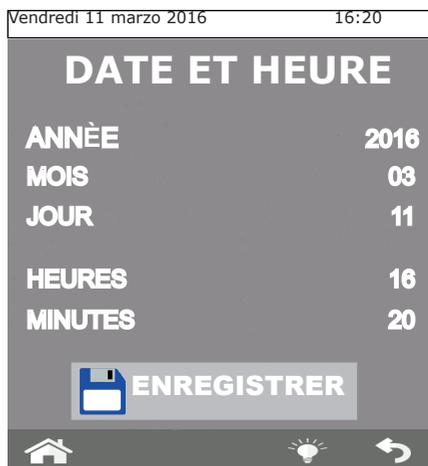 Vendredi 11 marzo 2016 16:20
DATE ET HEURE
ANNÈE 2016
MOIS 03
JOUR 11
HEURES 16
MINUTES 20
ENREGISTRER